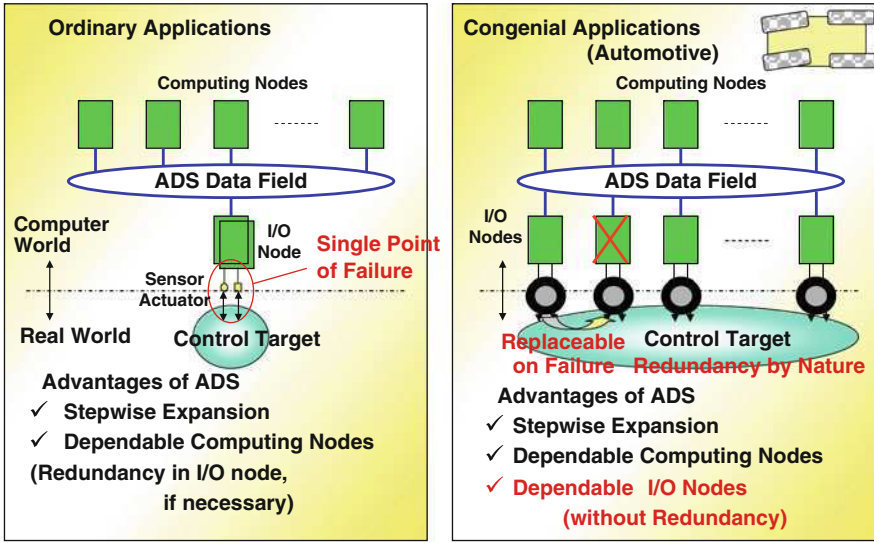 Ordinary Applications
Computing Nodes
ADS Data Field
Computer
World
I/O
Node
Single Point
of Failure
Sensor
Actuator
Real World
Control Target
Advantages of ADS
✓ Stepwise Expansion
✓ Dependable Computing Nodes
(Redundancy in I/O node,
if necessary)
Congenial Applications
(Automotive)
Computing Nodes
ADS Data Field
I/O
Nodes
Control Target
Replaceable
on Failure
Redundancy by Nature
Advantages of ADS
✓ Stepwise Expansion
✓ Dependable Computing Nodes
✓ Dependable I/O Nodes
(without Redundancy)